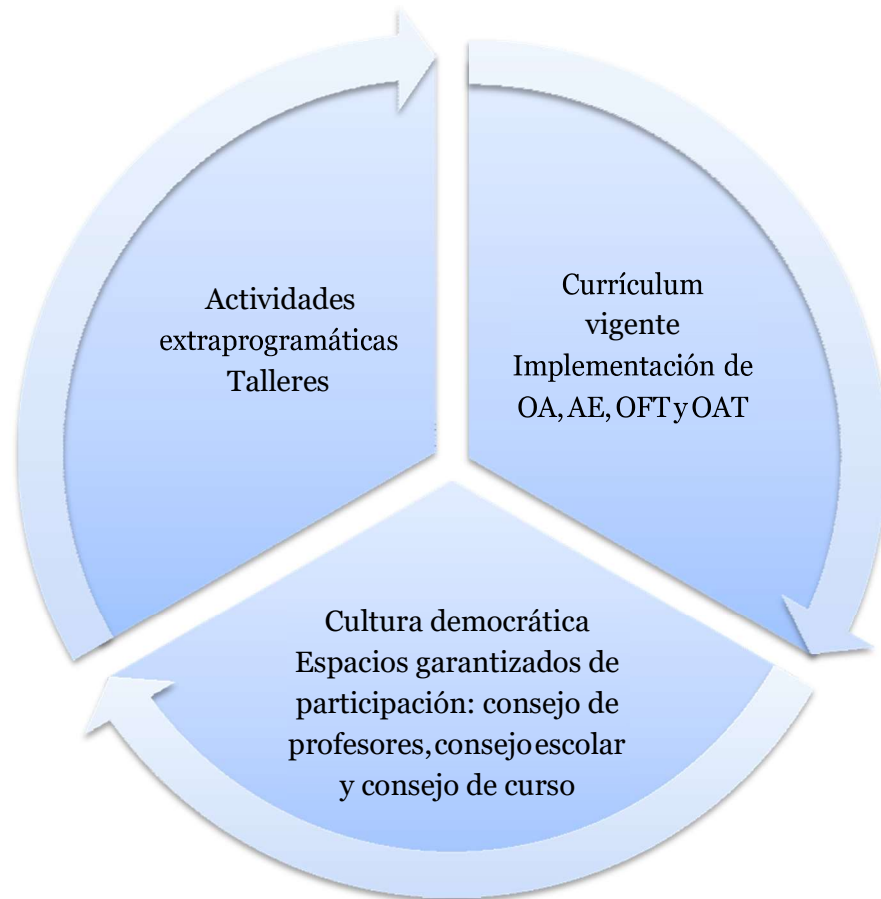 Actividades
extraprogramáticas
Talleres
Currículum
vigente
Implementación de
OA, AE, OFT y OAT
Cultura democrática
Espacios garantizados de
participación: consejo de
profesores, consejo escolar
y consejo de curso